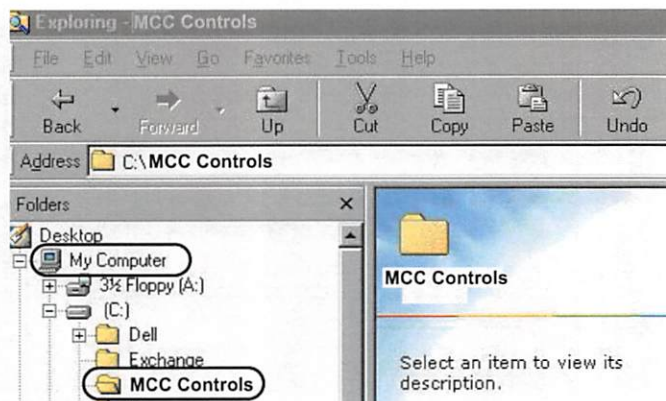 Exploring - MCC Controls
File Edit View Go Favorites Tools Help
Back Forward Up Cut Copy Paste Undo
Address C:\MCC Controls
Folders ×
Desktop
My Computer
3½ Floppy (A:)
(C:)
Dell
Exchange
MCC Controls
MCC Controls
Select an item to view its
description.